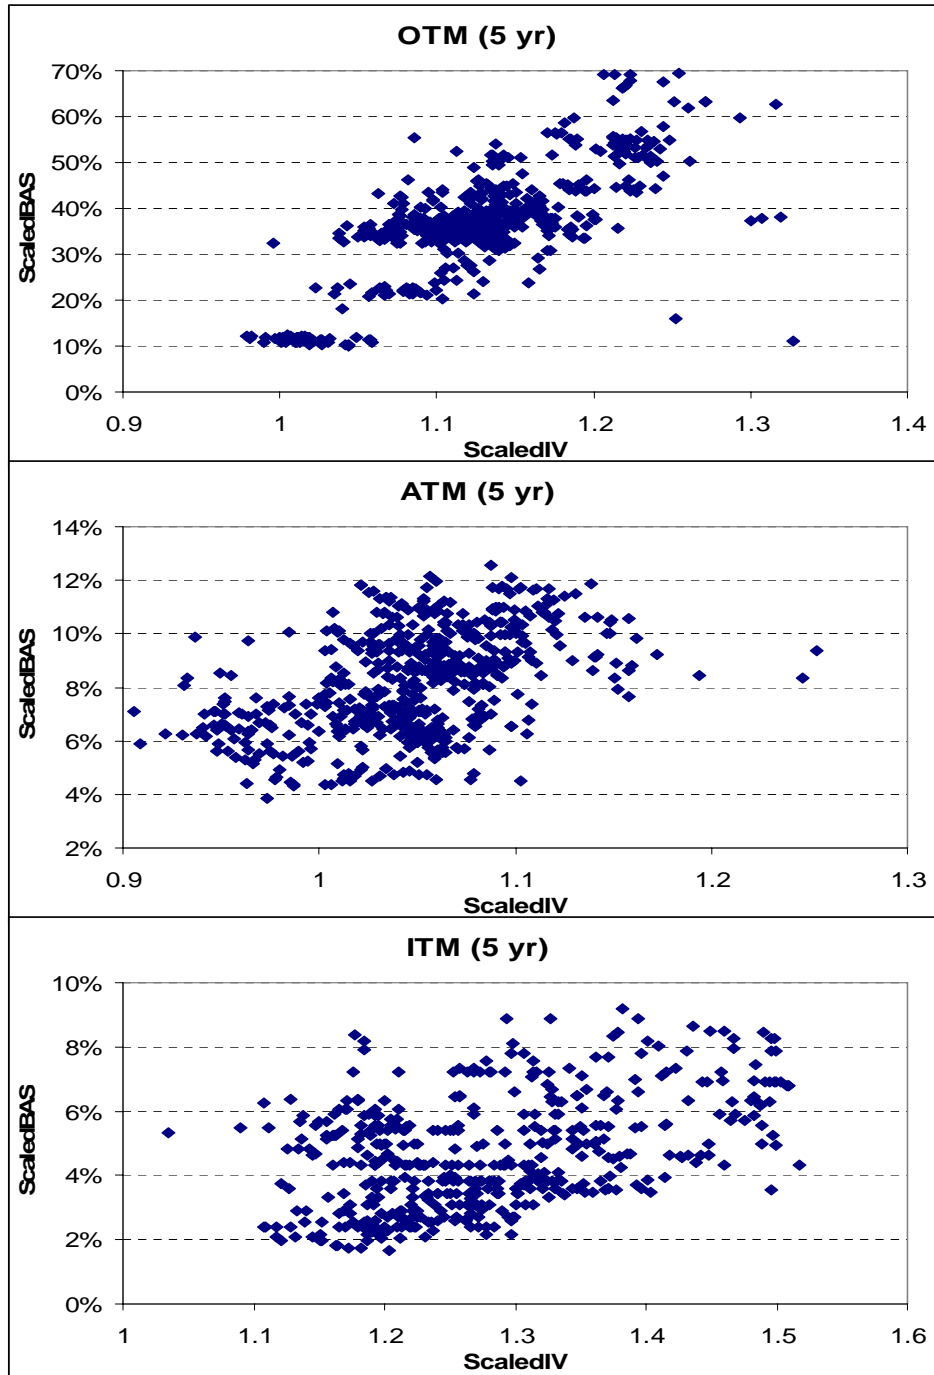 OTM (5 yr)
70%
60%
50%
40%
30%
20%
10%
0%
ScaledBAS
0.9 1 1.1 1.2 1.3 1.4
ScaledIV
ATM (5 yr)
14%
12%
10%
8%
6%
4%
2%
ScaledBAS
0.9 1 1.1 1.2 1.3
ScaledIV
ITM (5 yr)
10%
8%
6%
4%
2%
0%
ScaledBAS
1 1.1 1.2 1.3 1.4 1.5 1.6
ScaledIV